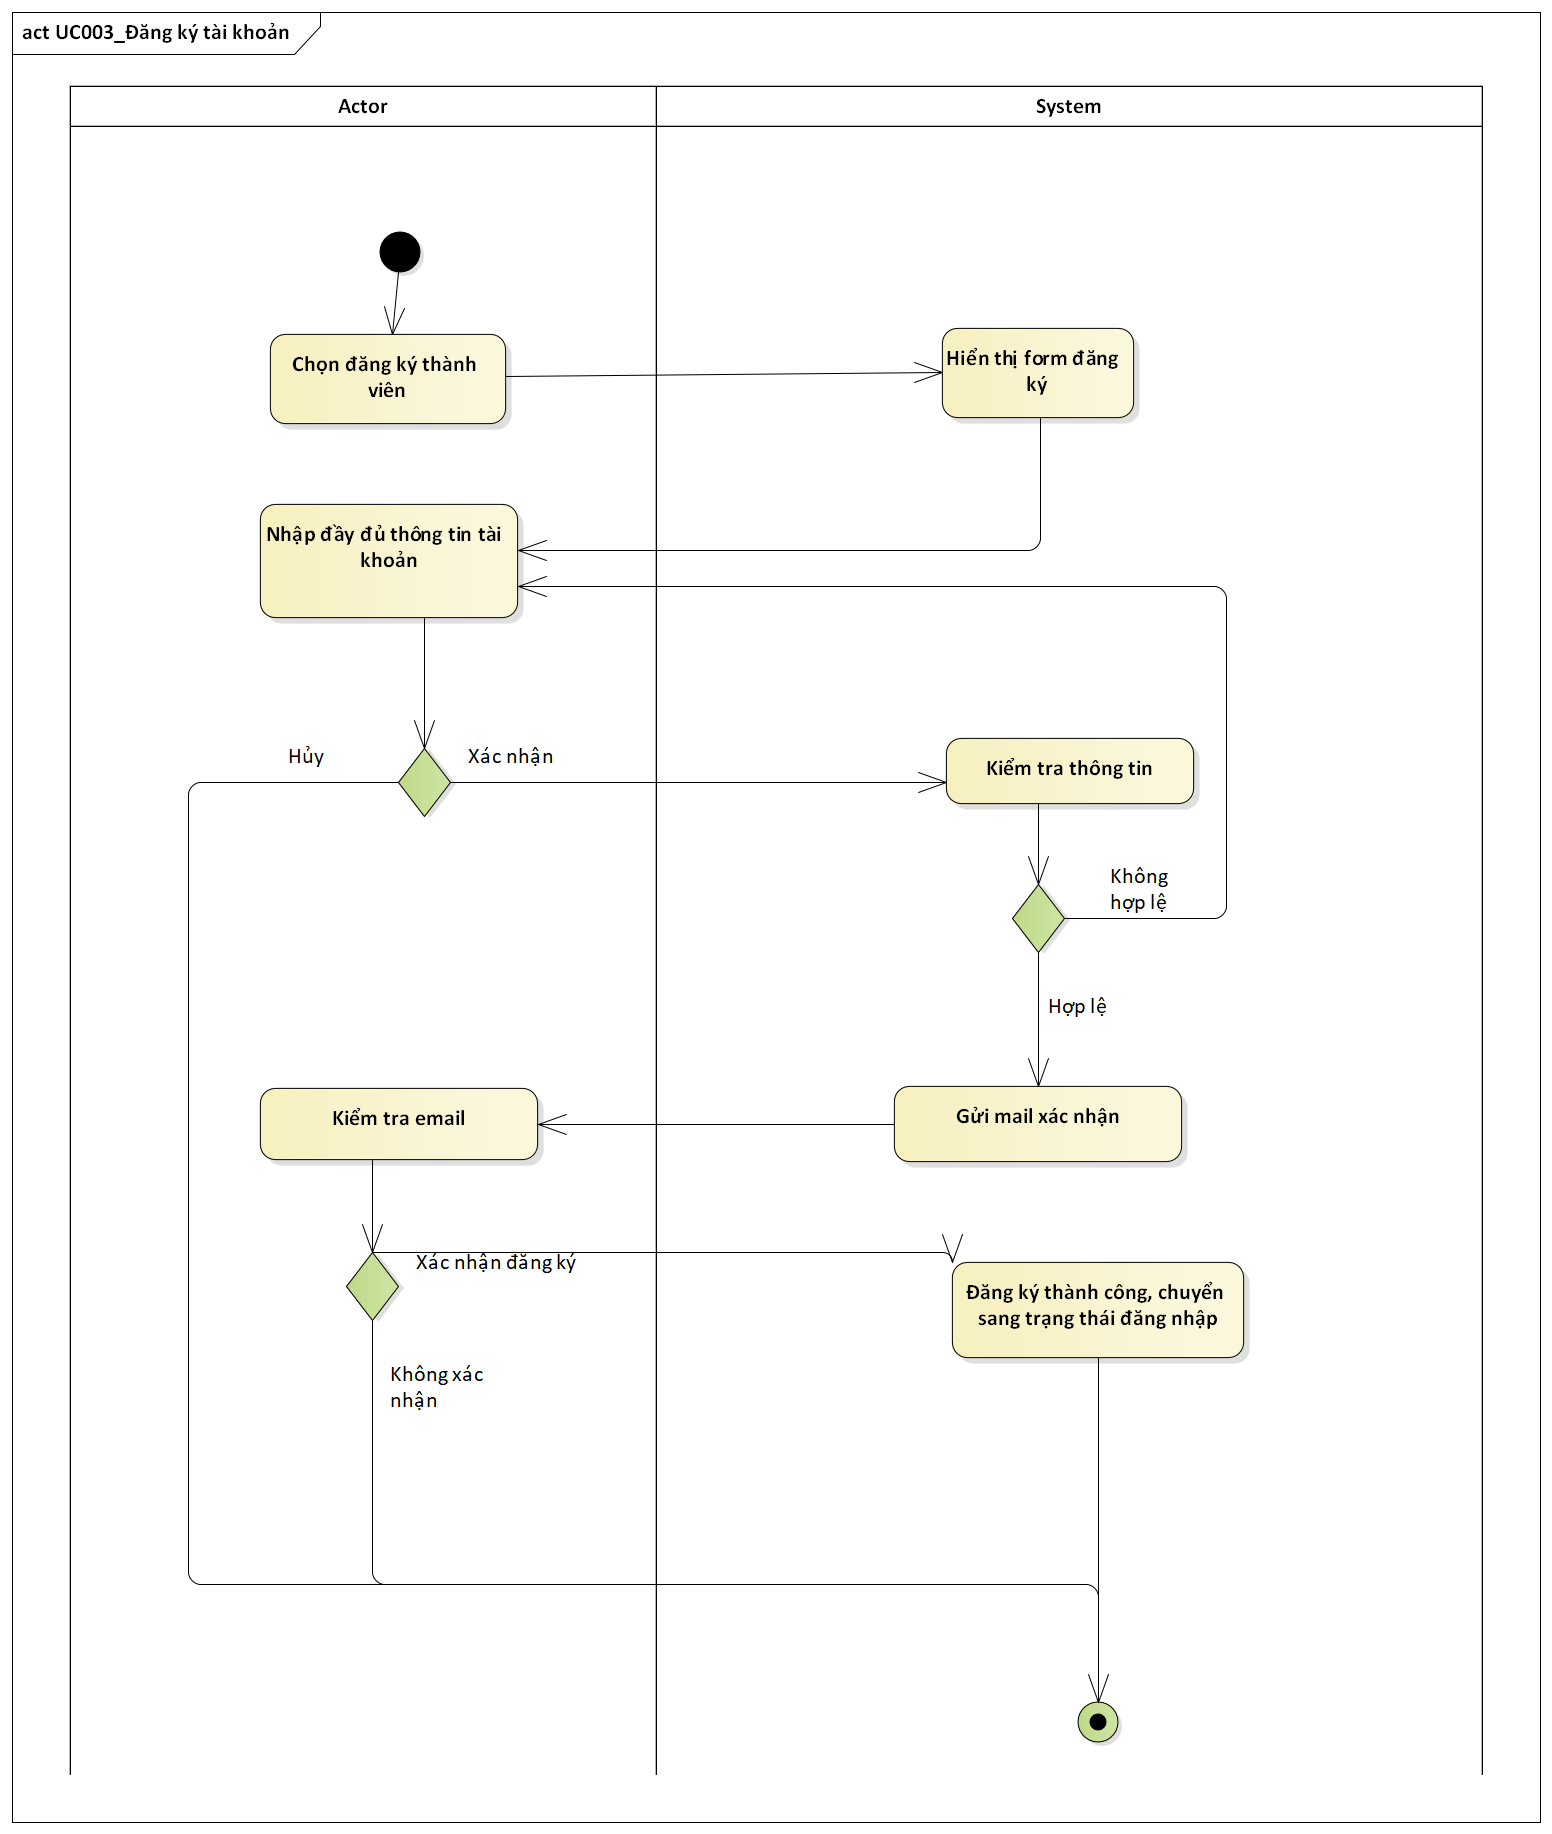 act UC003_Đăng ký tài khoản
Actor
System
Chọn đăng ký thành
viên
Hiển thị form đăng
ký
Nhập đầy đủ thông tin tài
khoản
Hủy
Xác nhận
Kiểm tra thông tin
Không
hợp lệ
Hợp lệ
Kiểm tra email
Gửi mail xác nhận
Xác nhận đăng ký
Đăng ký thành công, chuyển
sang trạng thái đăng nhập
Không xác
nhận